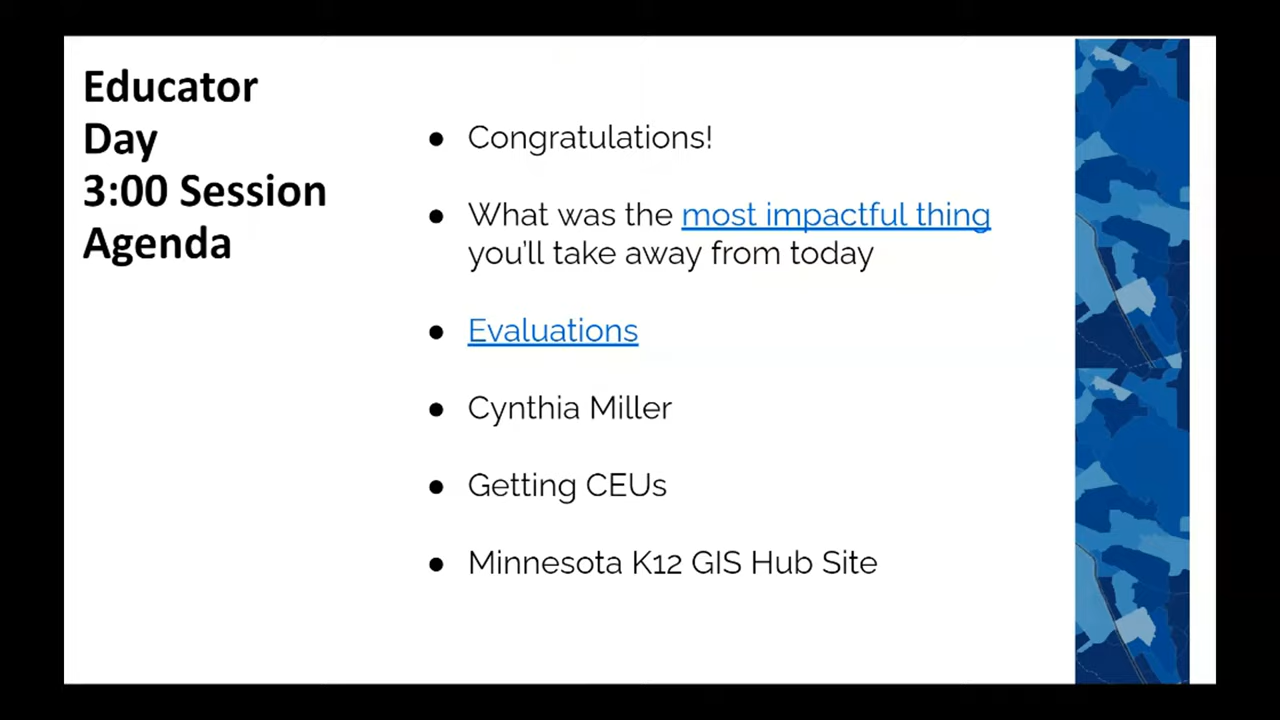 Educator
Day
3:00 Session
Agenda
● Congratulations!
● What was the most impactful thing
you'll take away from today
● Evaluations
● Cynthia Miller
● Getting CEUs
● Minnesota K12 GIS Hub Site